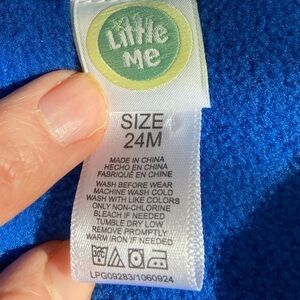 Little
Me
SIZE
24M
MADE IN CHINA
HECHO EN CHINA
FABRIQUÉ EN CHINE
WASH BEFORE WEAR
MACHINE WASH COLD
WASH WITH LIKE COLORS
ONLY NON-CHLORINE
BLEACH IF NEEDED
TUMBLE DRY LOW
REMOVE PROMPTLY
WARM IRON IF NEEDED
LPG09283/1060924